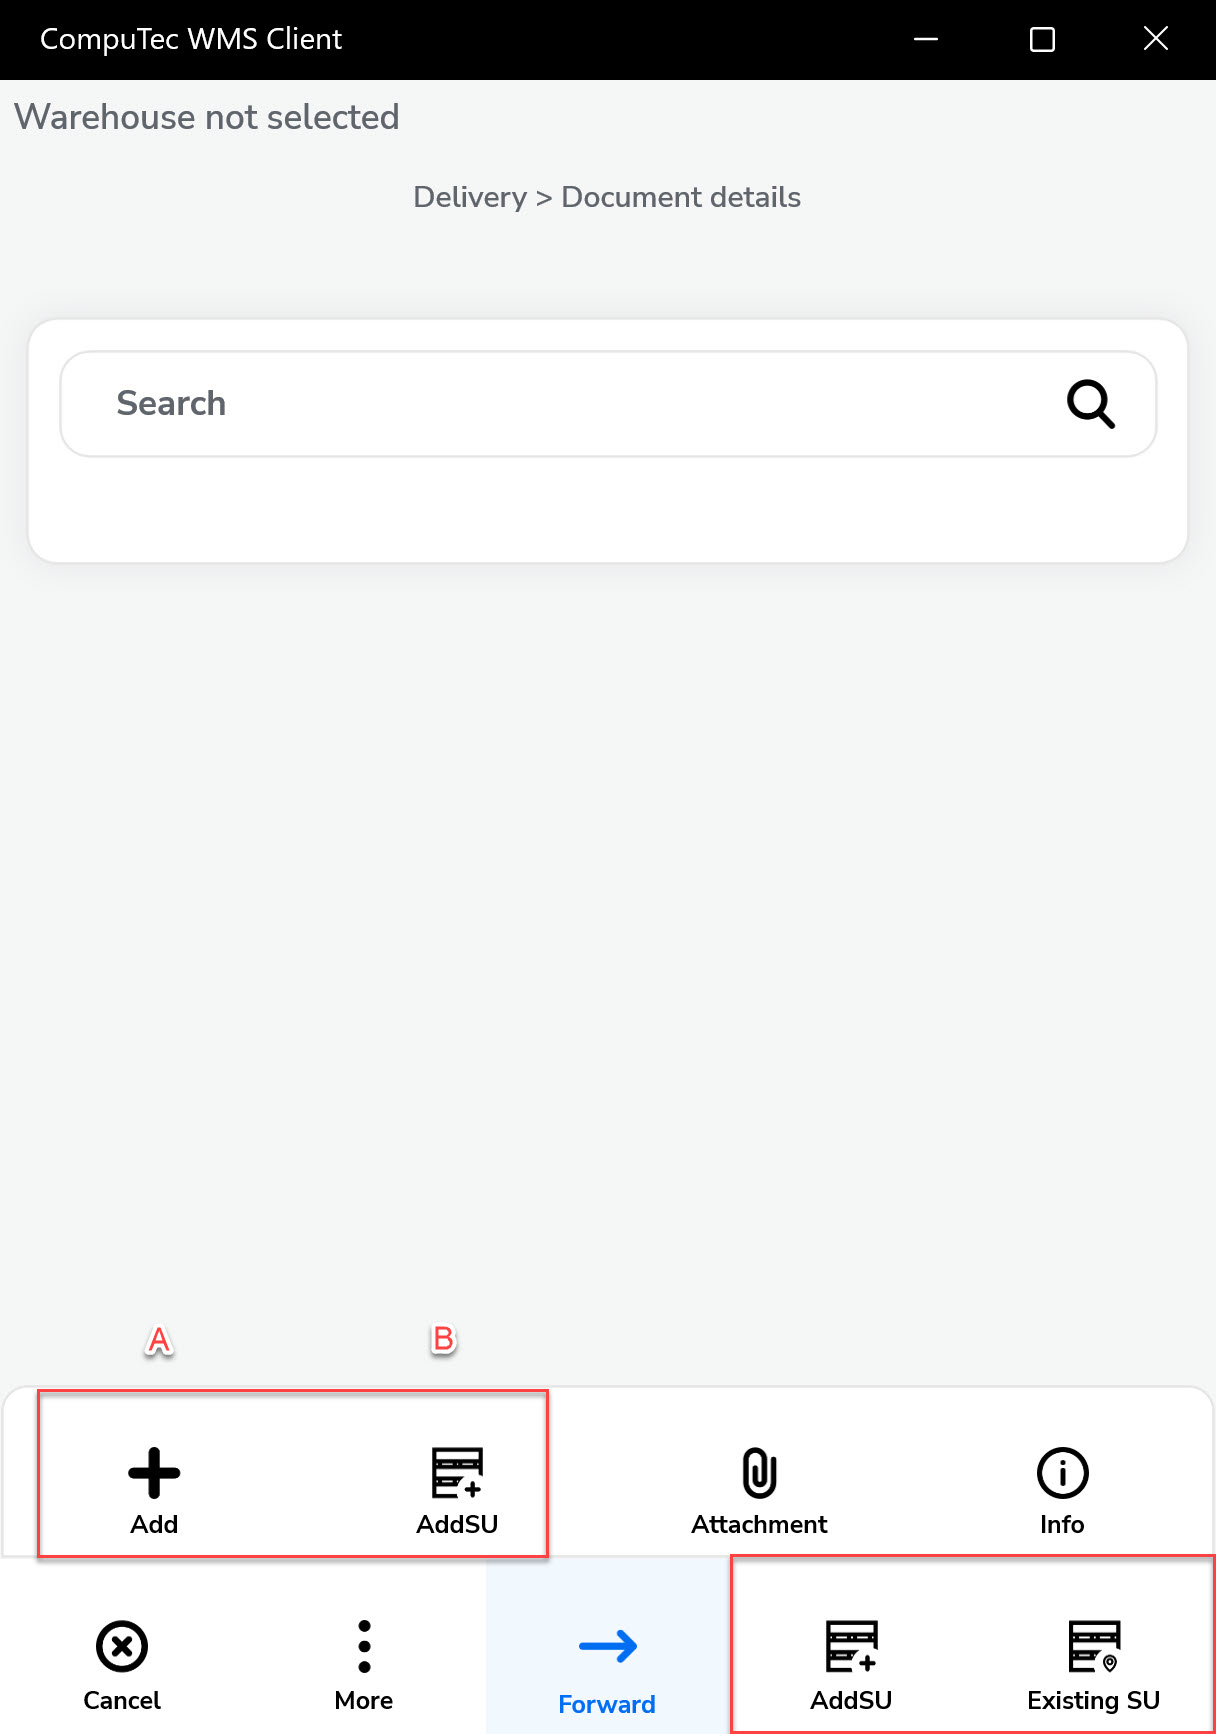 CompuTec WMS Client
Warehouse not selected
Delivery > Document details
Search
A B
Add AddSU Attachment Info
Cancel More Forward AddSU Existing SU